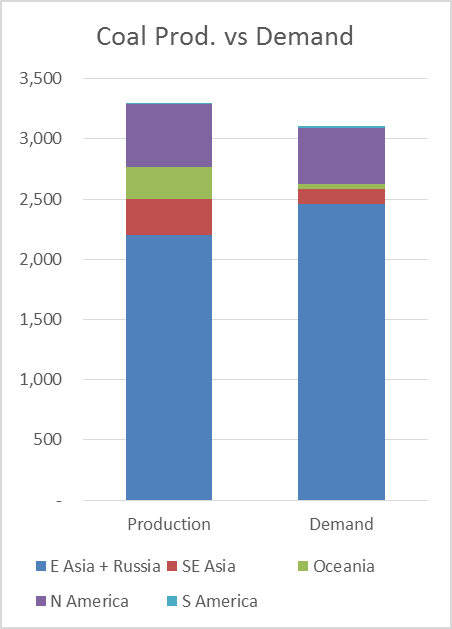 Coal Prod. vs Demand
3,500
3,000
2,500
2,000
1,500
1,000
500
-
Production Demand
E Asia + Russia SE Asia Oceania
N America S America